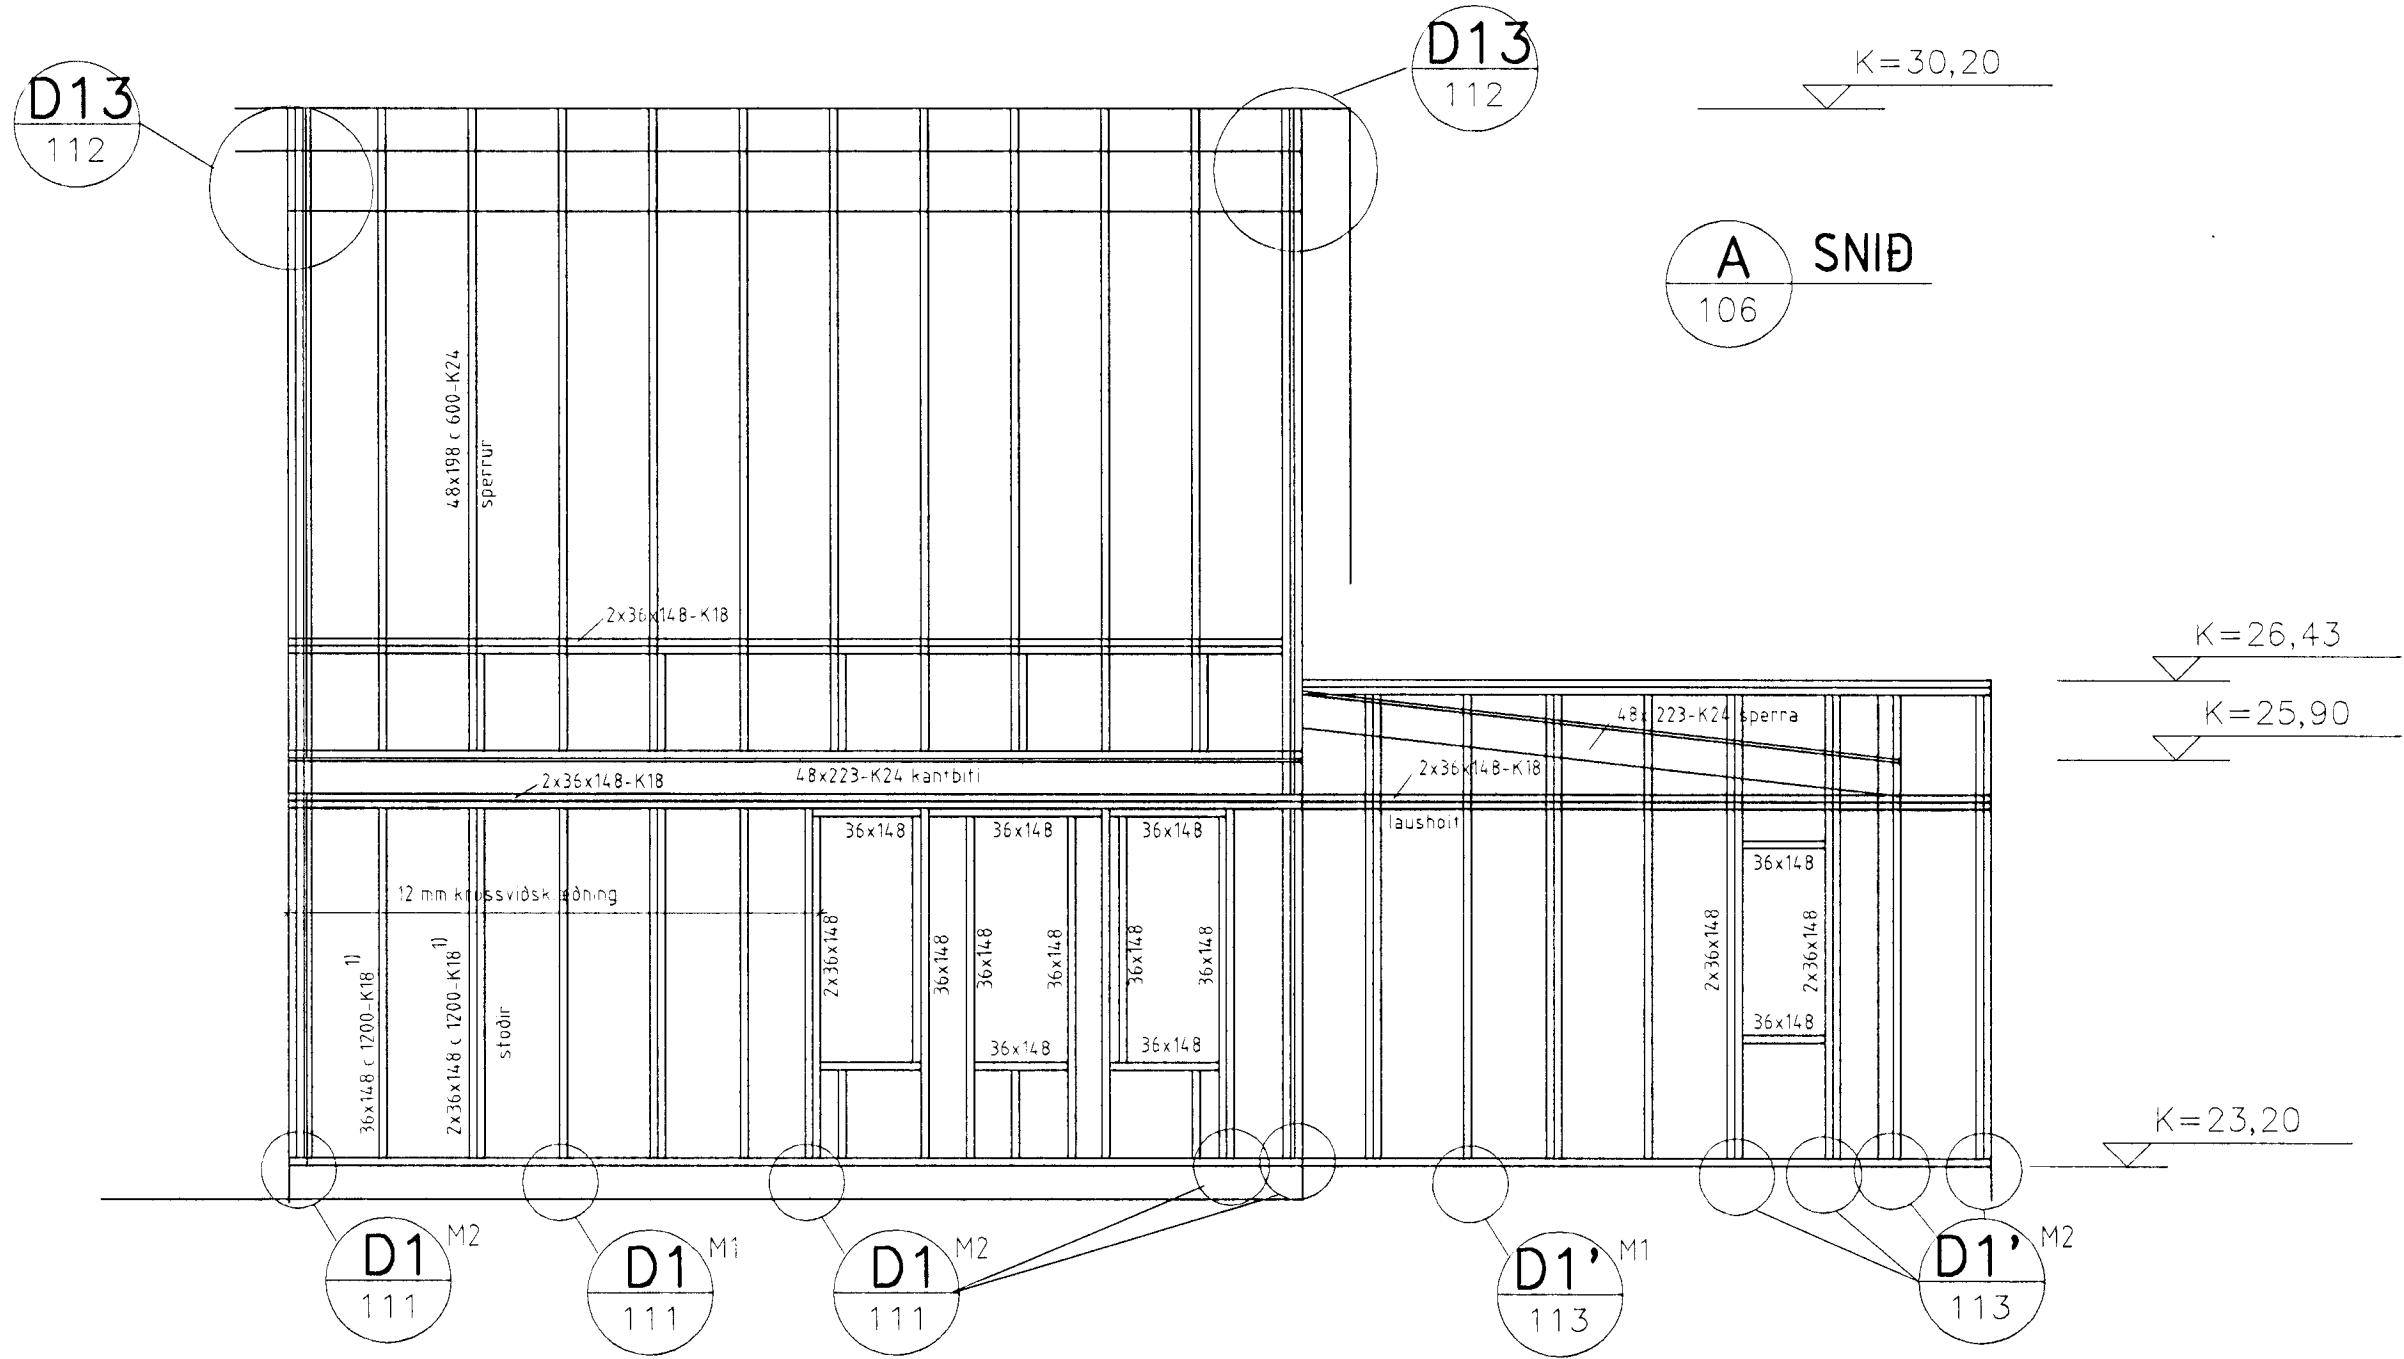 D13
112
D13
112
K=30,20
A
106
SNIÐ
48x198 c 600-K24
sperrur
2x36x148-K18
K=26,43
K=25,90
48x223-K24 sperra
48x223-K24 kantbiti
2x36x148-K18
2x36x148-K18
lausholt
36x148
36x148
36x148
36x148
12 mm krossviðsklæðning
36x148 c 1200-K18 1)
2x36x148 c 1200-K18 1)
stoðir
2x36x148
36x148
36x148
36x148
36x148
36x148
2x36x148
2x36x148
36x148
36x148
36x148
K=23,20
D1 M2
111
D1 M1
111
D1 M2
111
D1’ M1
113
D1’ M2
113